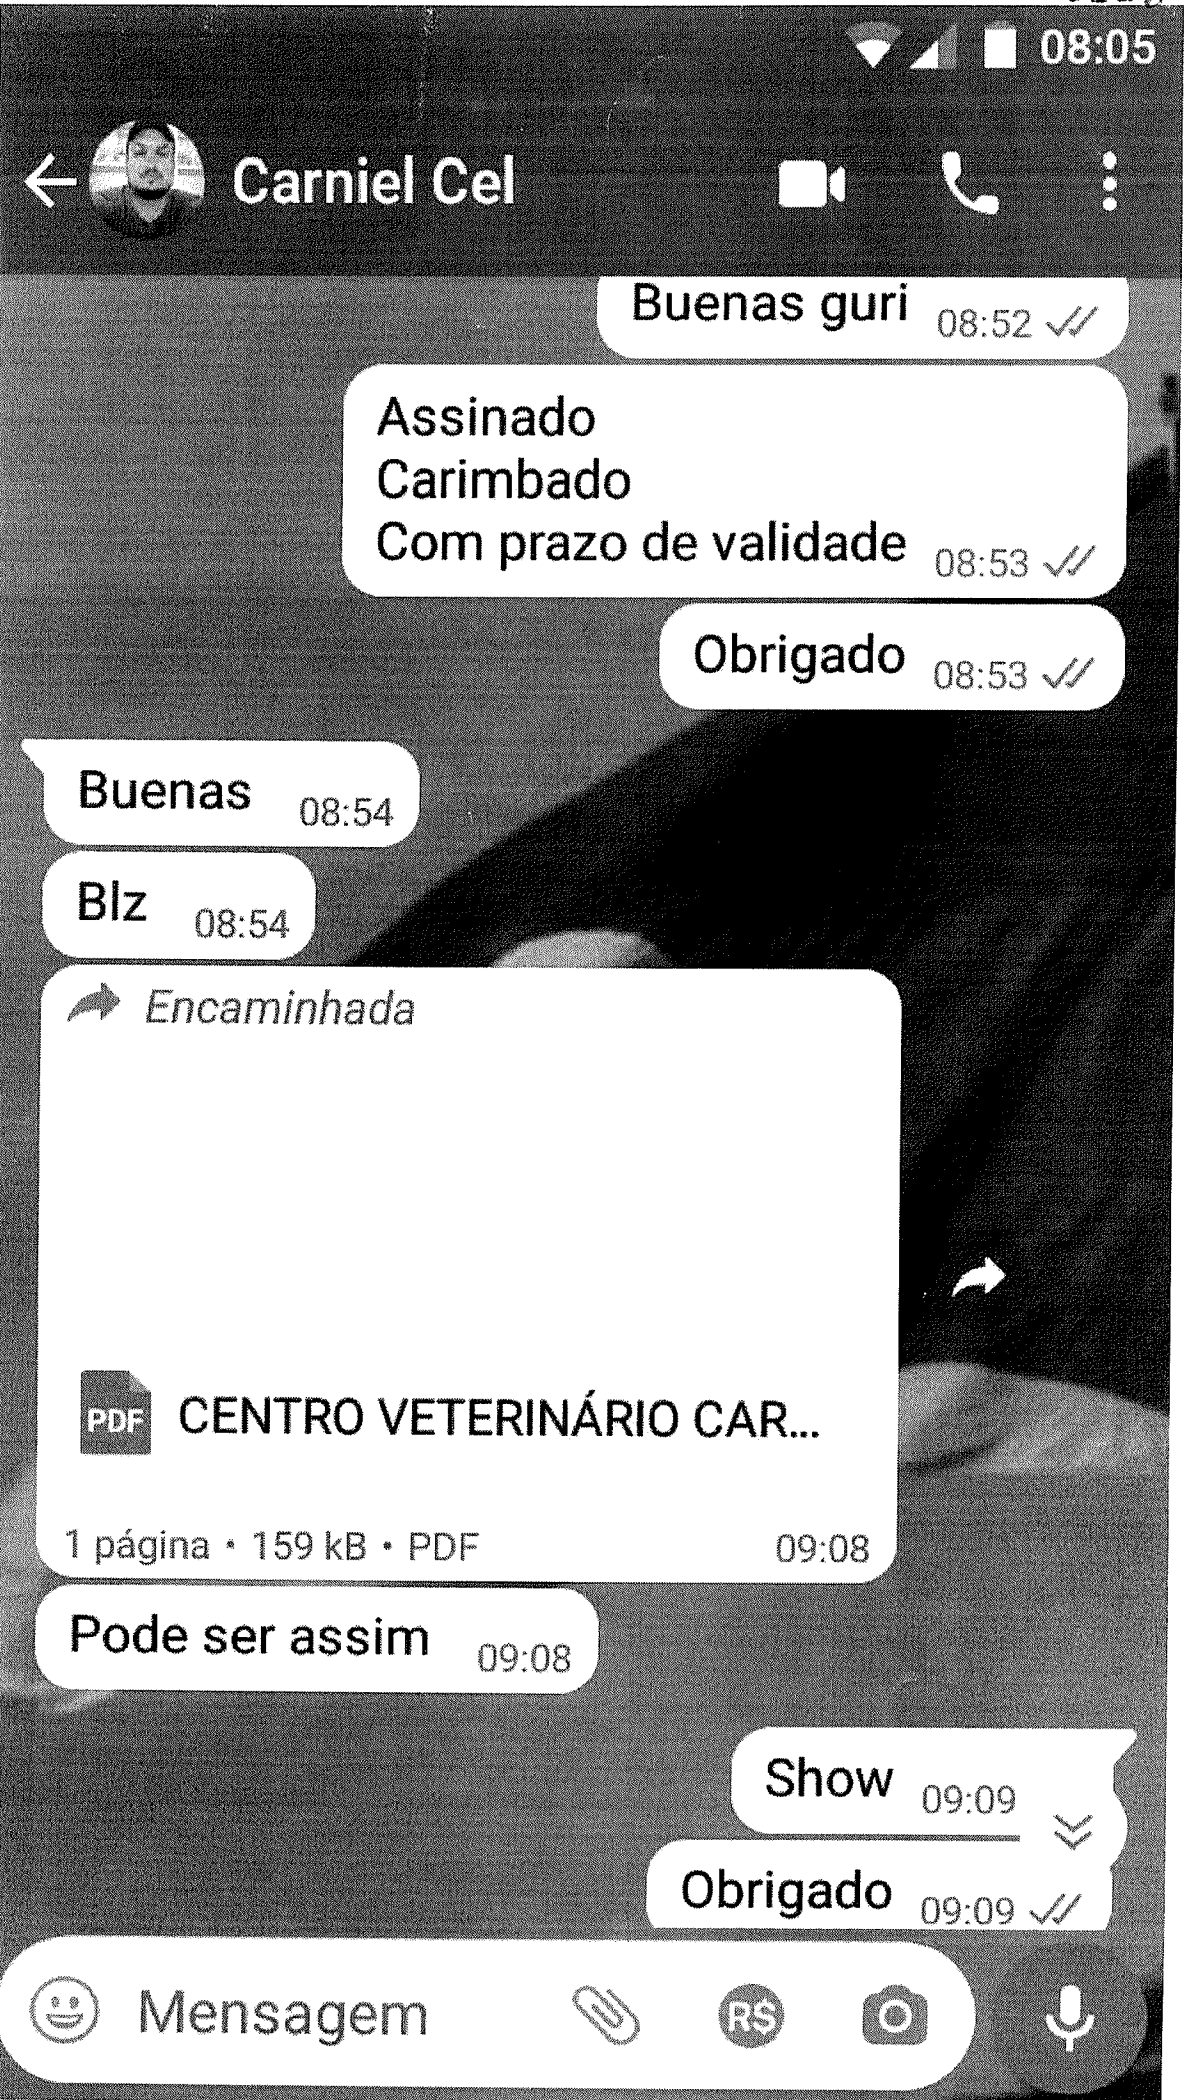 08:05
Carniel Cel
Buenas guri 08:52
Assinado
Carimbado
Com prazo de validade 08:53
Obrigado 08:53
Buenas 08:54
Blz 08:54
Encaminhada
PDF CENTRO VETERINÁRIO CAR...
1 página • 159 kB • PDF 09:08
Pode ser assim 09:08
Show 09:09
Obrigado 09:09
Mensagem R$